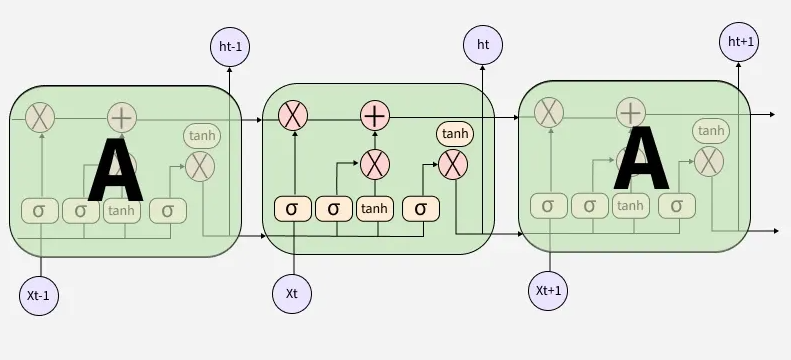 ht-1
ht
ht+1
X
+
tanh
X
A
σ
σ
tanh
σ
X
+
tanh
X
X
σ
σ
tanh
σ
X
+
tanh
X
A
σ
σ
tanh
σ
Xt-1
Xt
Xt+1